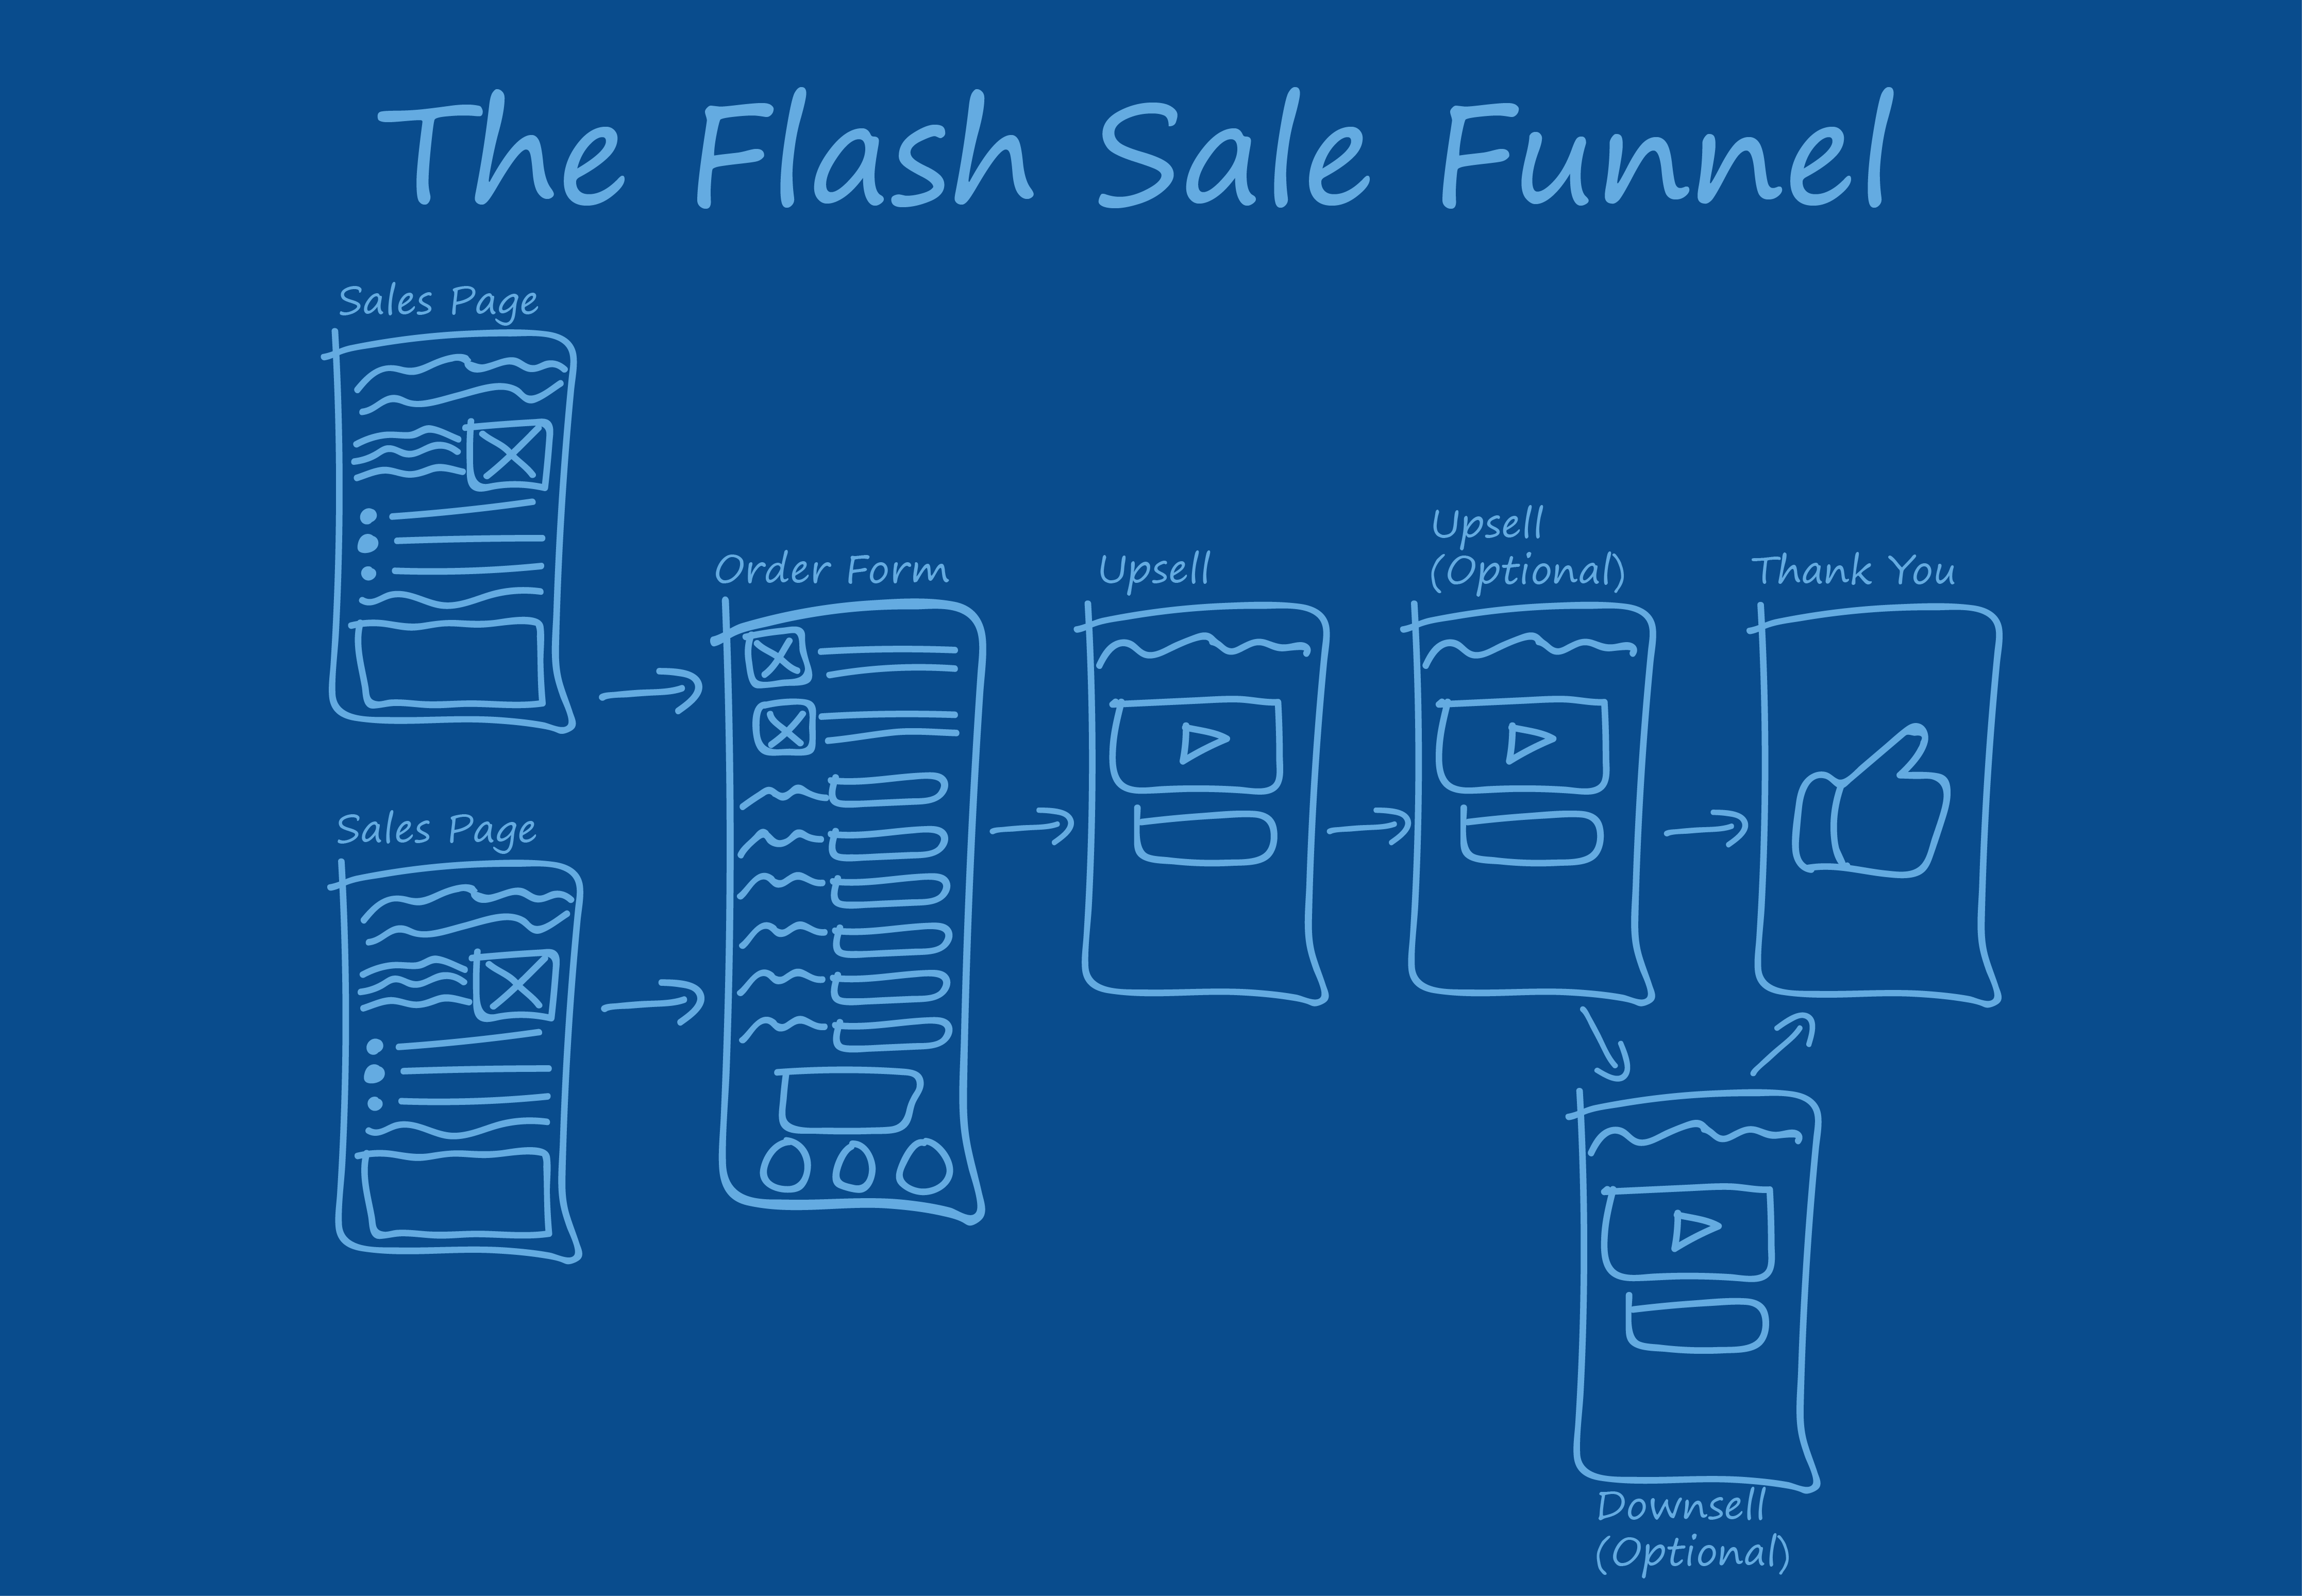 The Flash Sale Funnel
Sales Page
Sales Page
Order Form
Upsell
Upsell
(Optional)
Thank You
Downsell
(Optional)